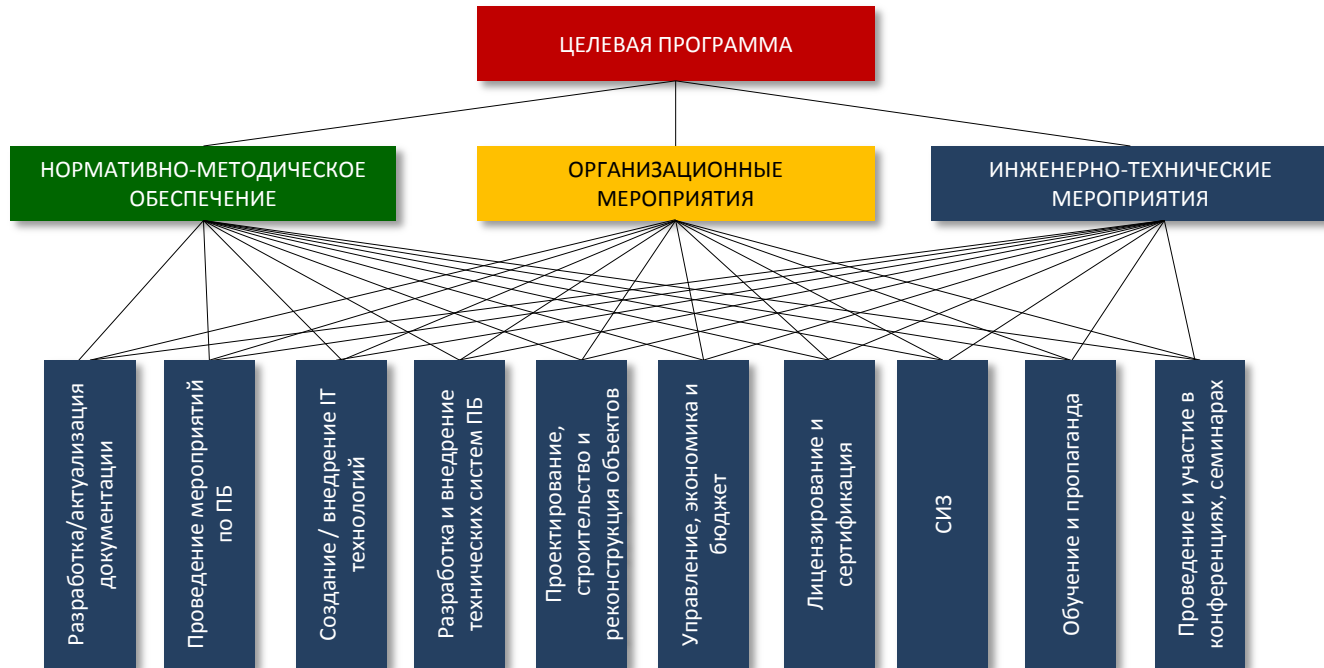 ЦЕЛЕВАЯ ПРОГРАММА
НОРМАТИВНО-МЕТОДИЧЕСКОЕ
ОБЕСПЕЧЕНИЕ
ОРГАНИЗАЦИОННЫЕ
МЕРОПРИЯТИЯ
ИНЖЕНЕРНО-ТЕХНИЧЕСКИЕ
МЕРОПРИЯТИЯ
Разработка/актуализация
документации
Проведение мероприятий
по ПБ
Создание / внедрение IT
технологий
Разработка и внедрение
технических систем ПБ
Проектирование,
строительство и
реконструкция объектов
Управление, экономика и
бюджет
Лицензирование и
сертификация
СИЗ
Обучение и пропаганда
Проведение и участие в
конференциях, семинарах